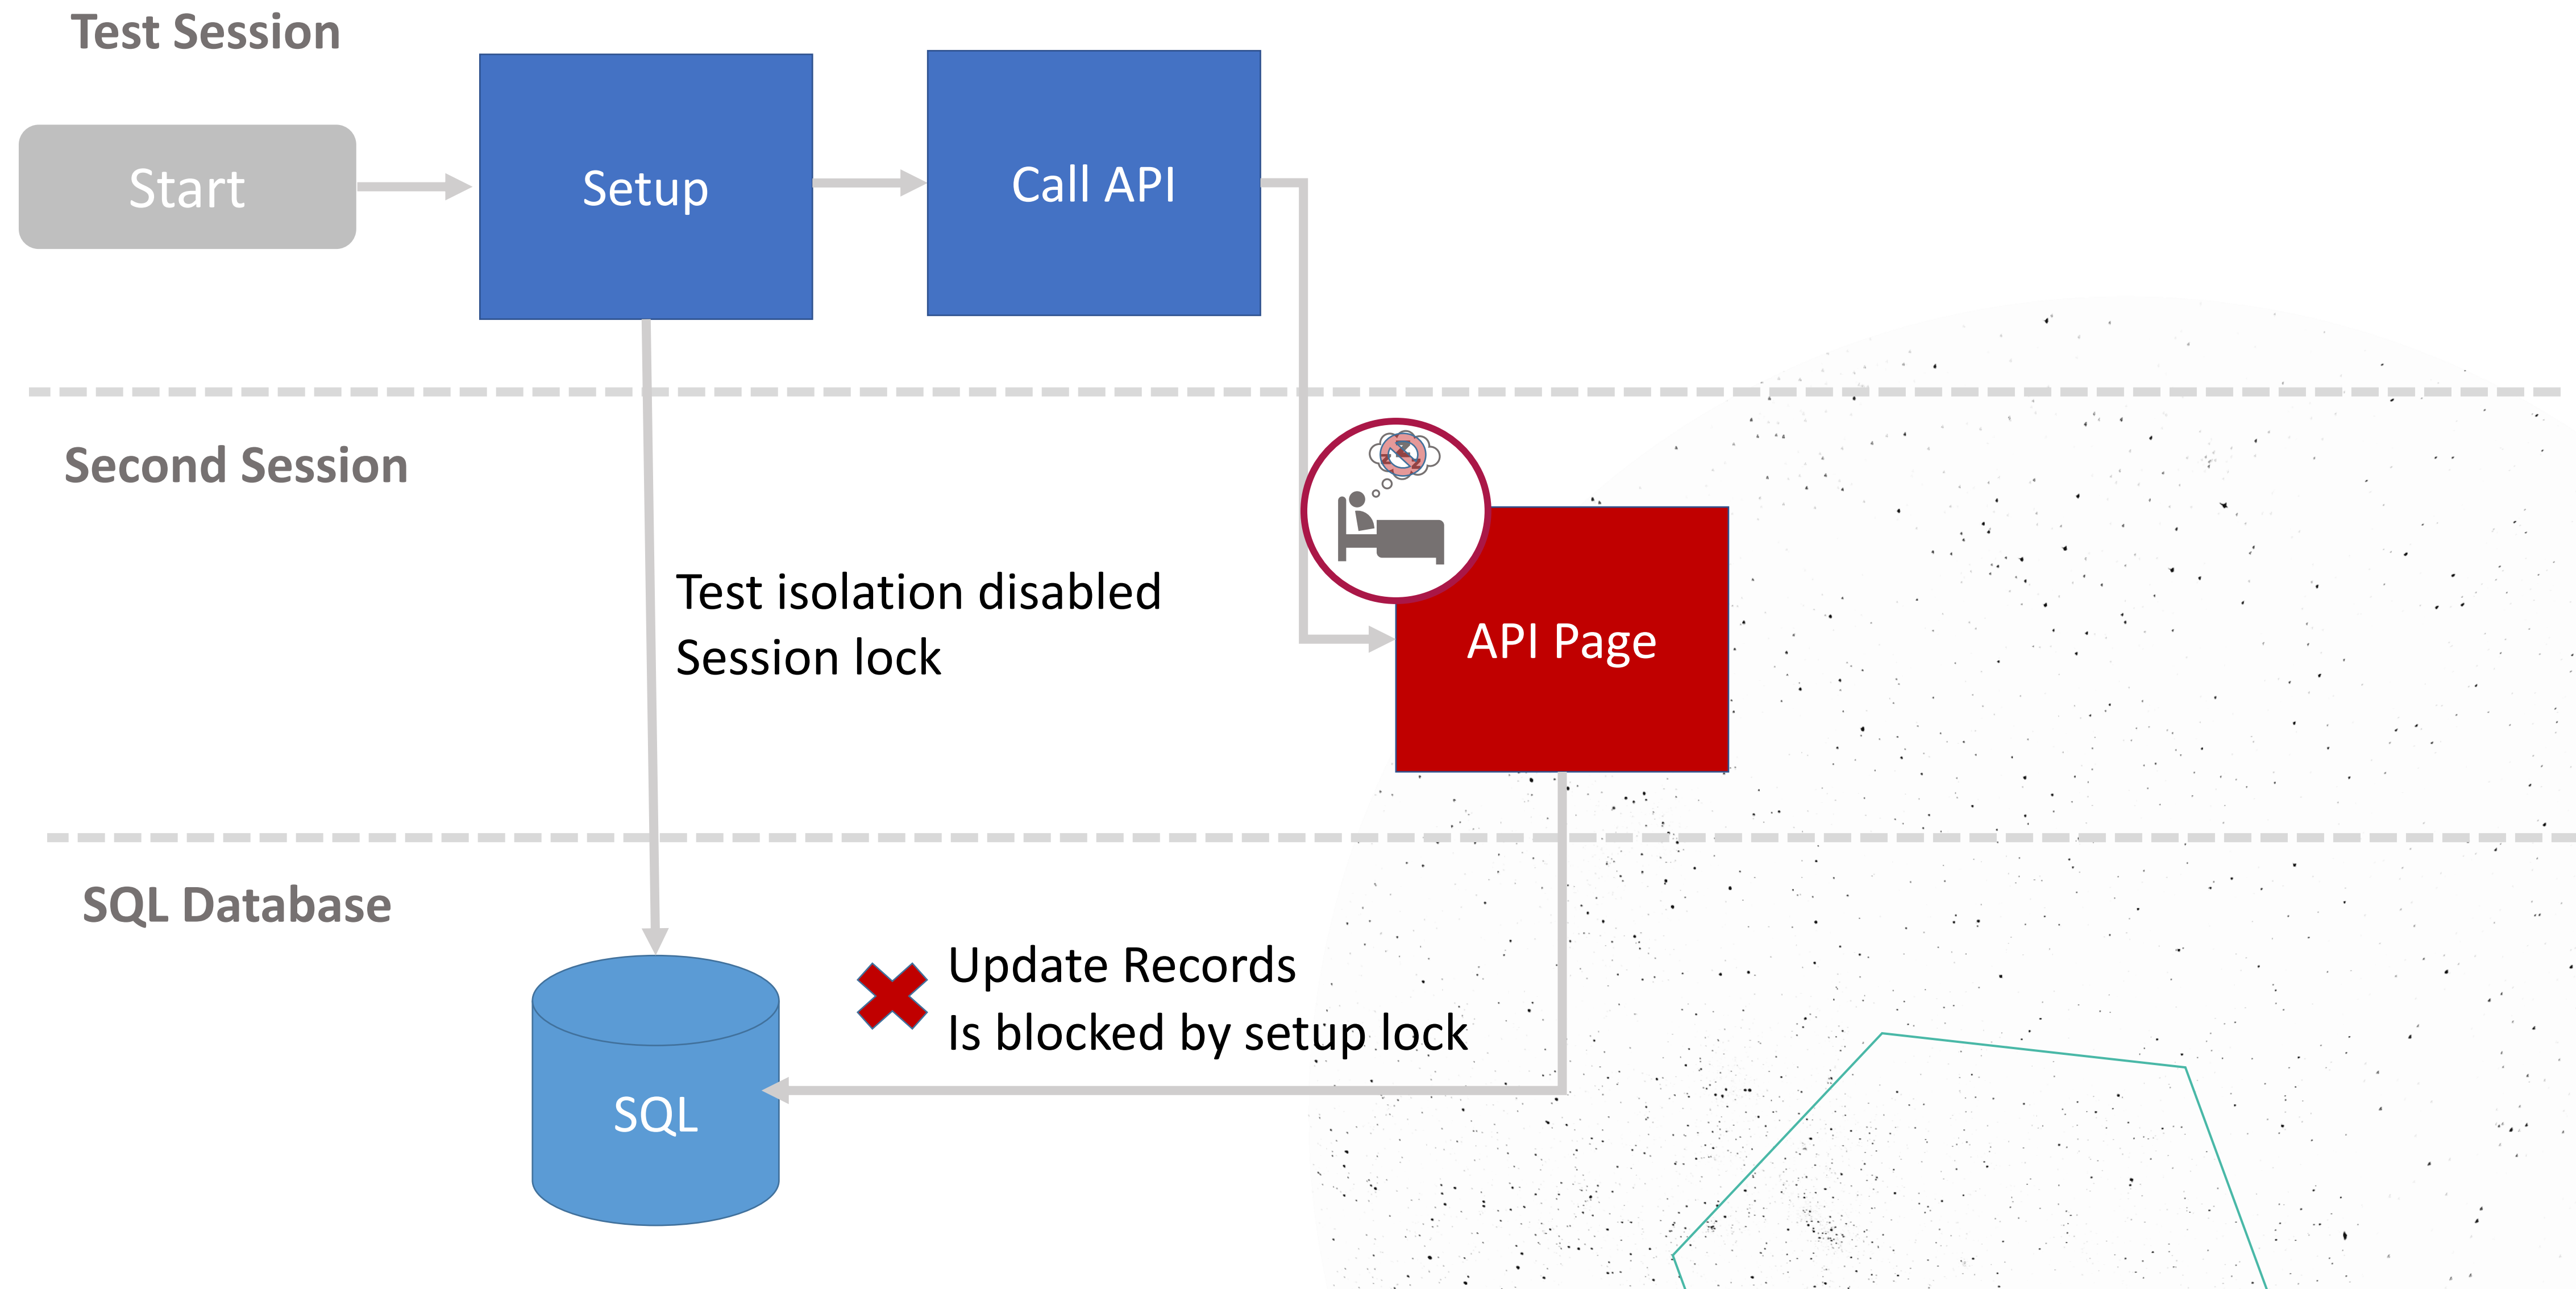 Test Session
Start
Setup
Call API
Second Session
z
z
z
Test isolation disabled
Session lock
API Page
SQL Database
Update Records
Is blocked by setup lock
SQL